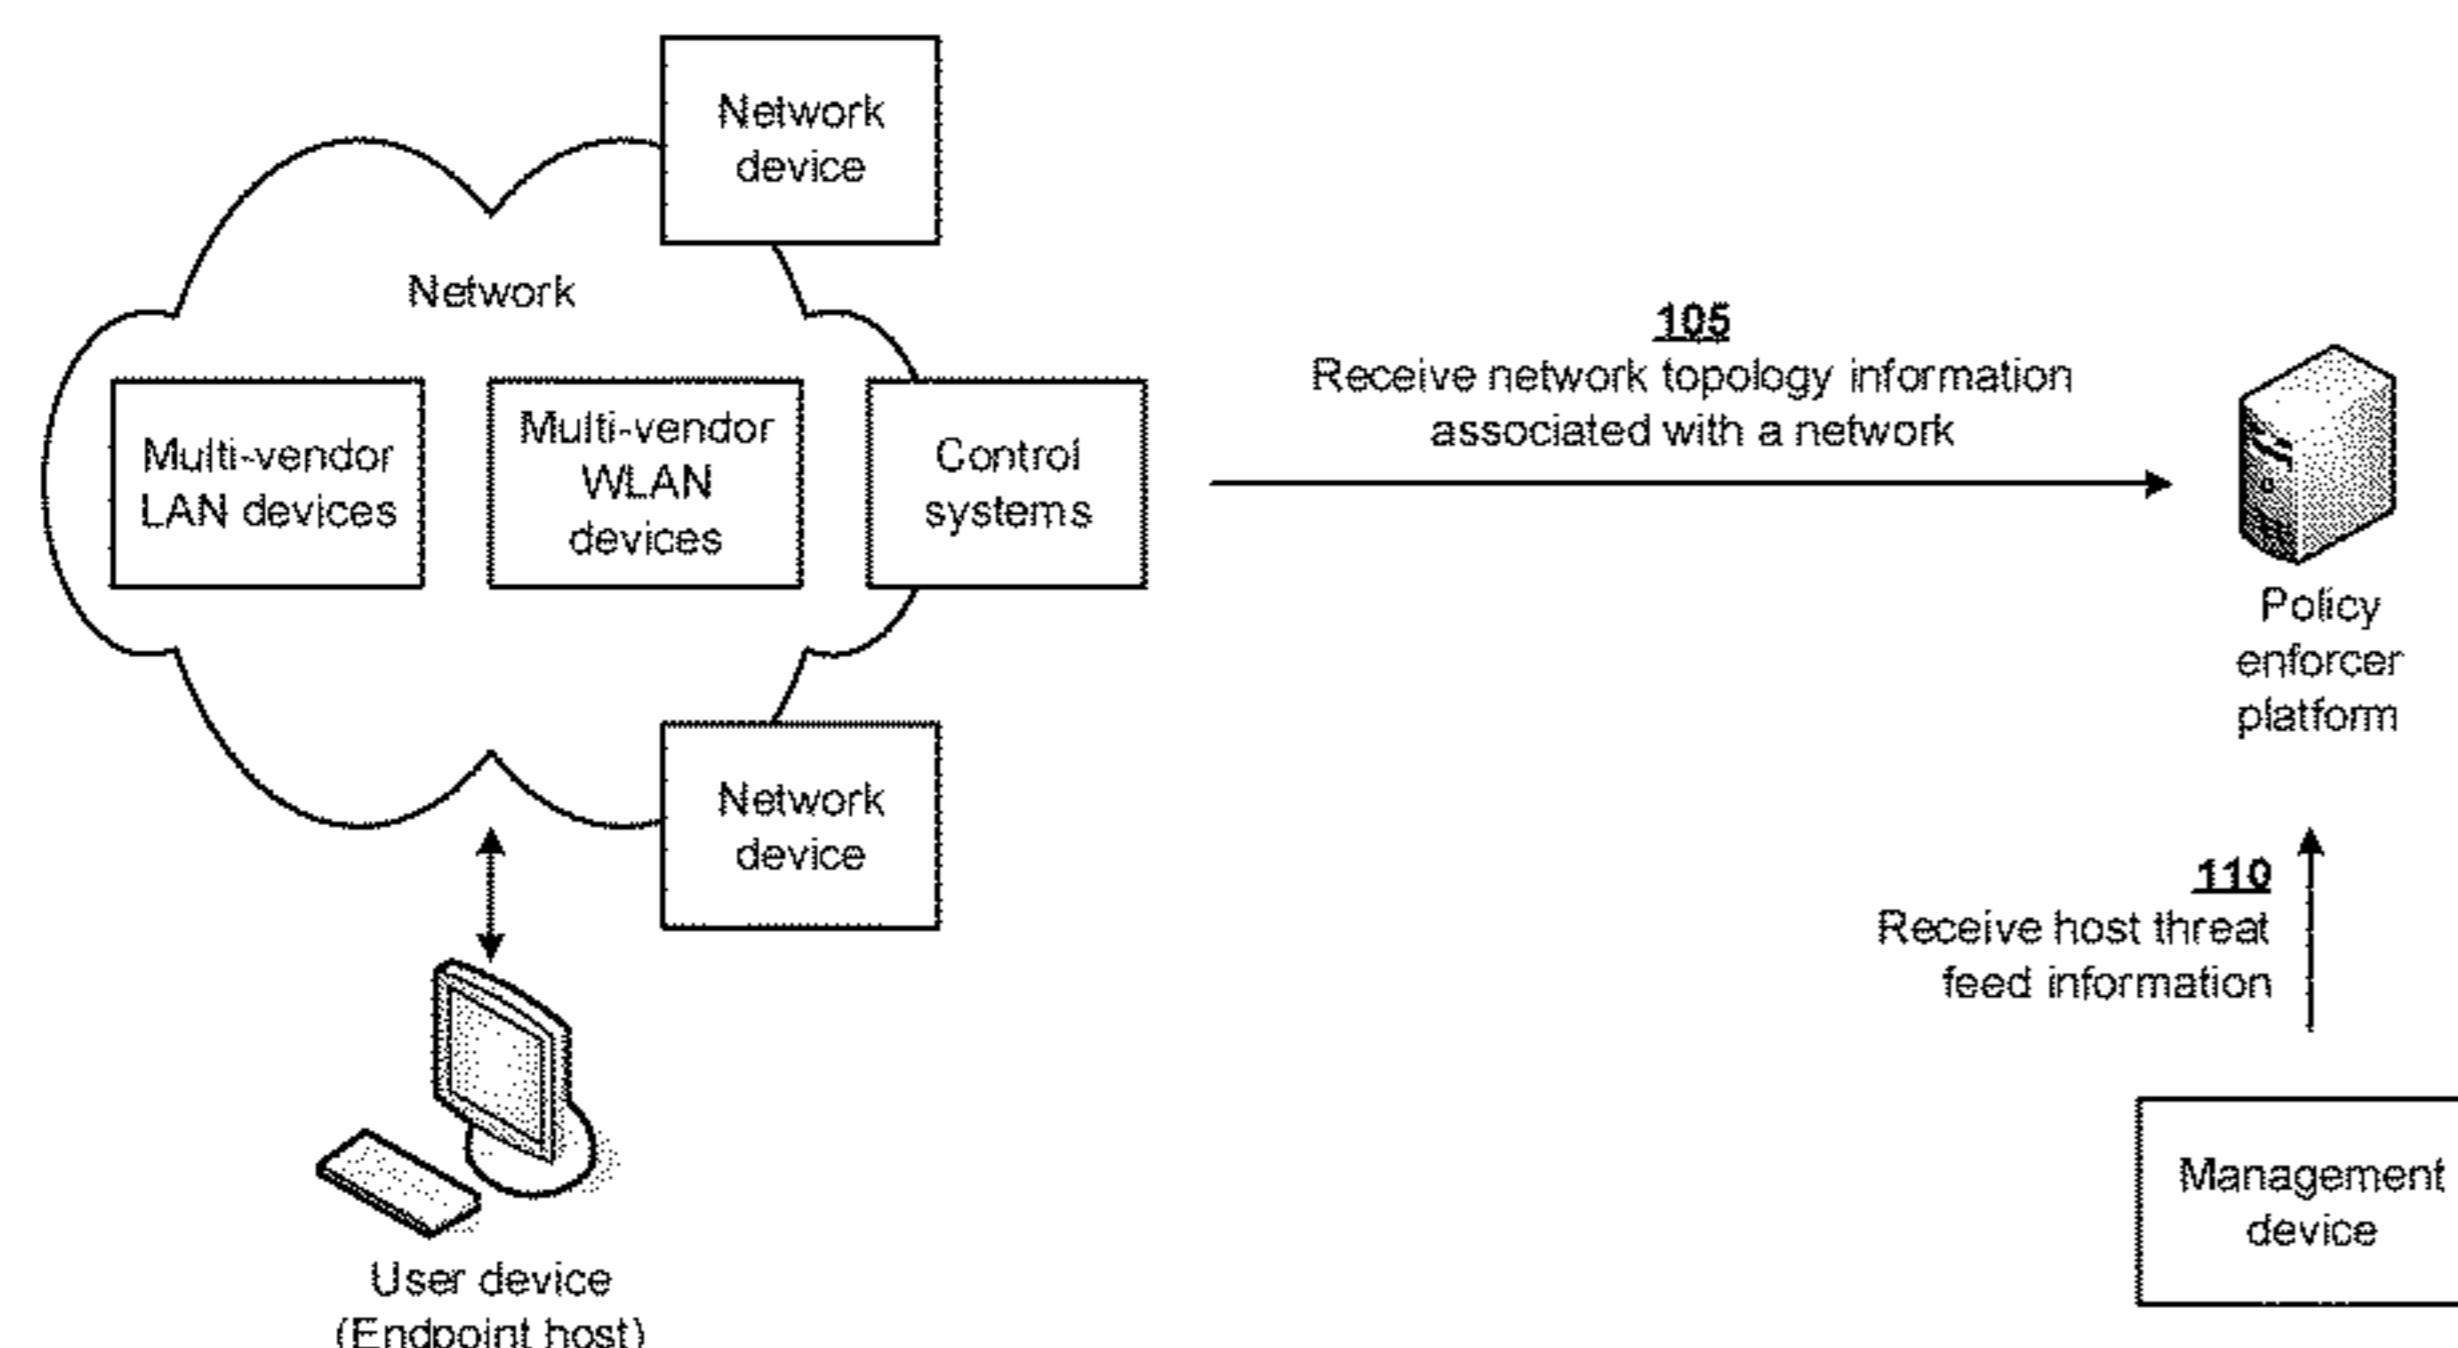 Network
device
Network
105
Receive network topology information
associated with a network
Multi-vendor
LAN devices
Multi-vendor
WLAN
devices
Control
systems
Policy
enforcer
platform
Network
device
110
Receive host threat
feed information
Management
device
User device
(Endpoint host)